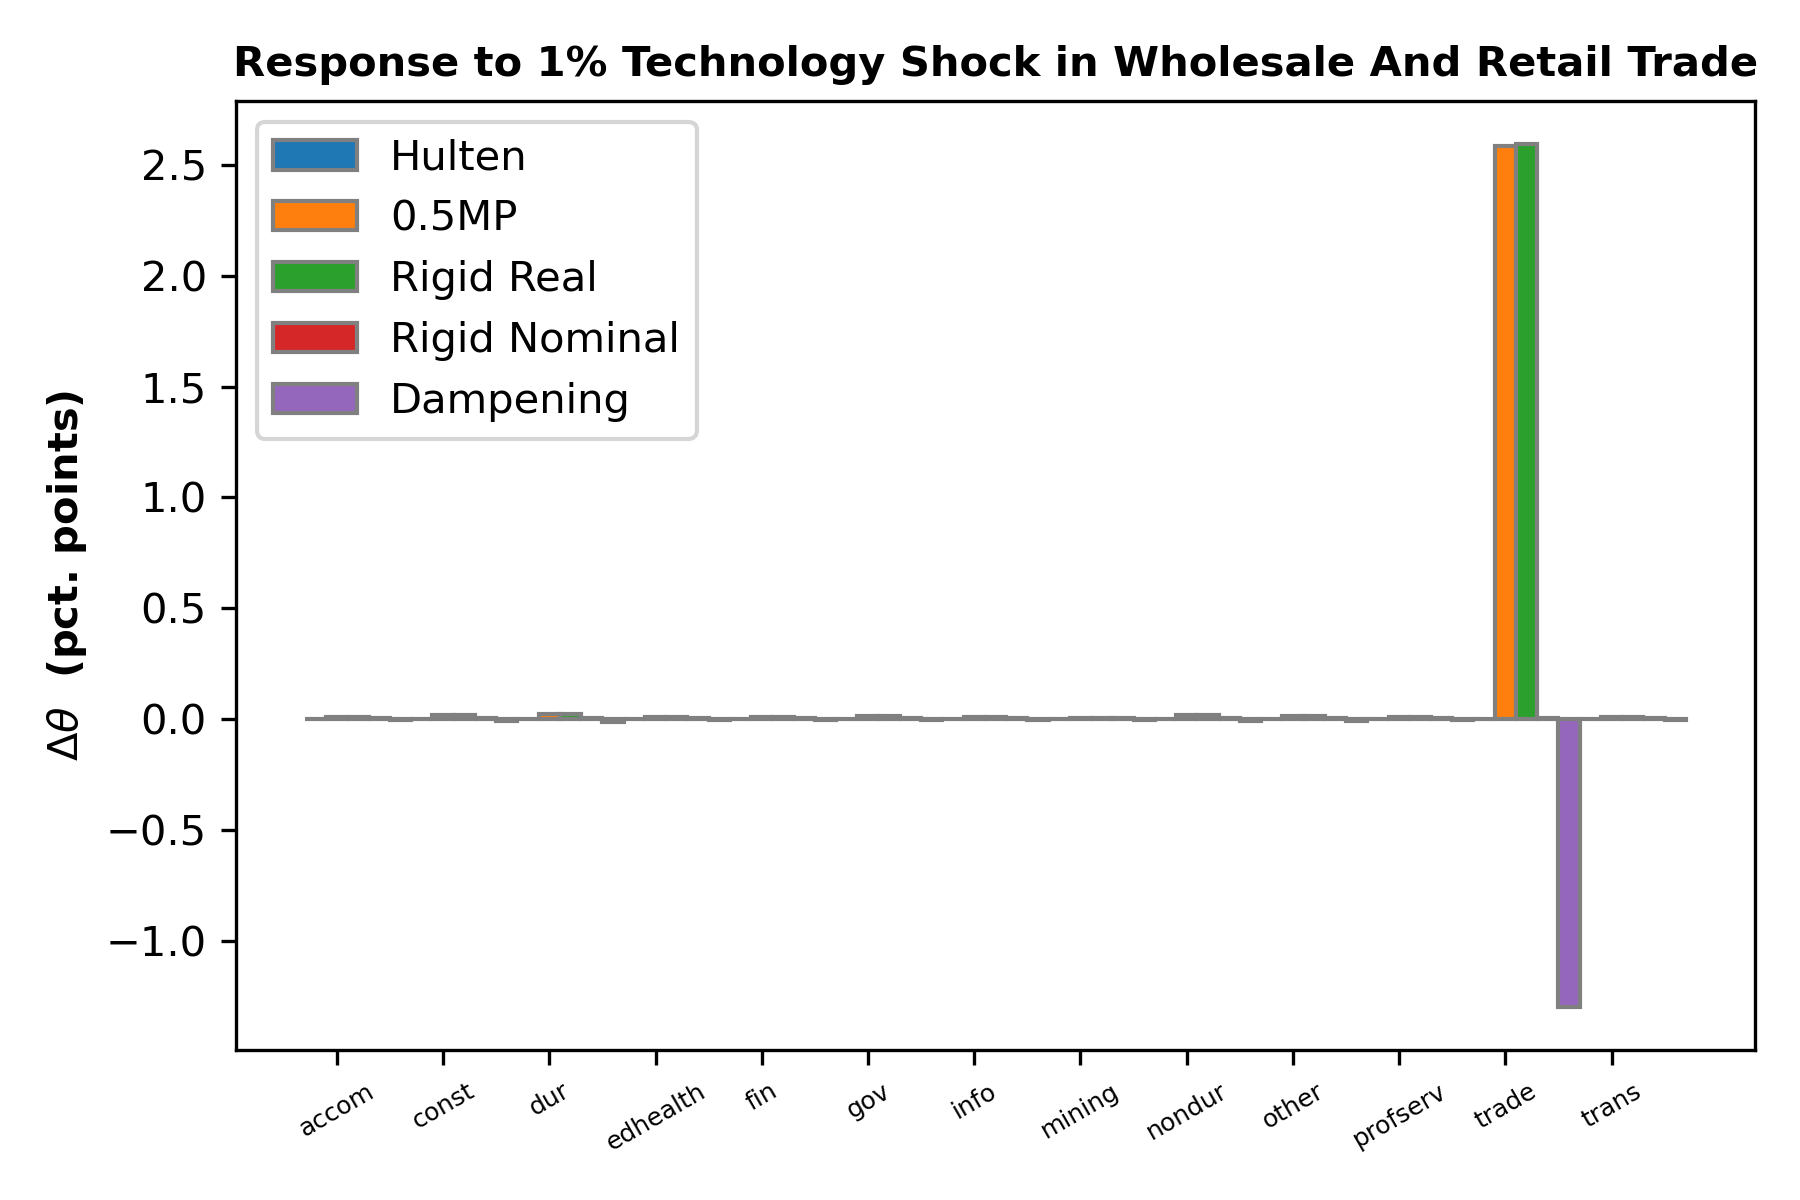 Response to 1% Technology Shock in Wholesale And Retail Trade
Hulten
0.5MP
Rigid Real
Rigid Nominal
Dampening
Δθ (pct. points)
2.5
2.0
1.5
1.0
0.5
0.0
−0.5
−1.0
accom const dur edhealth fin gov info mining nondur other profserv trade trans